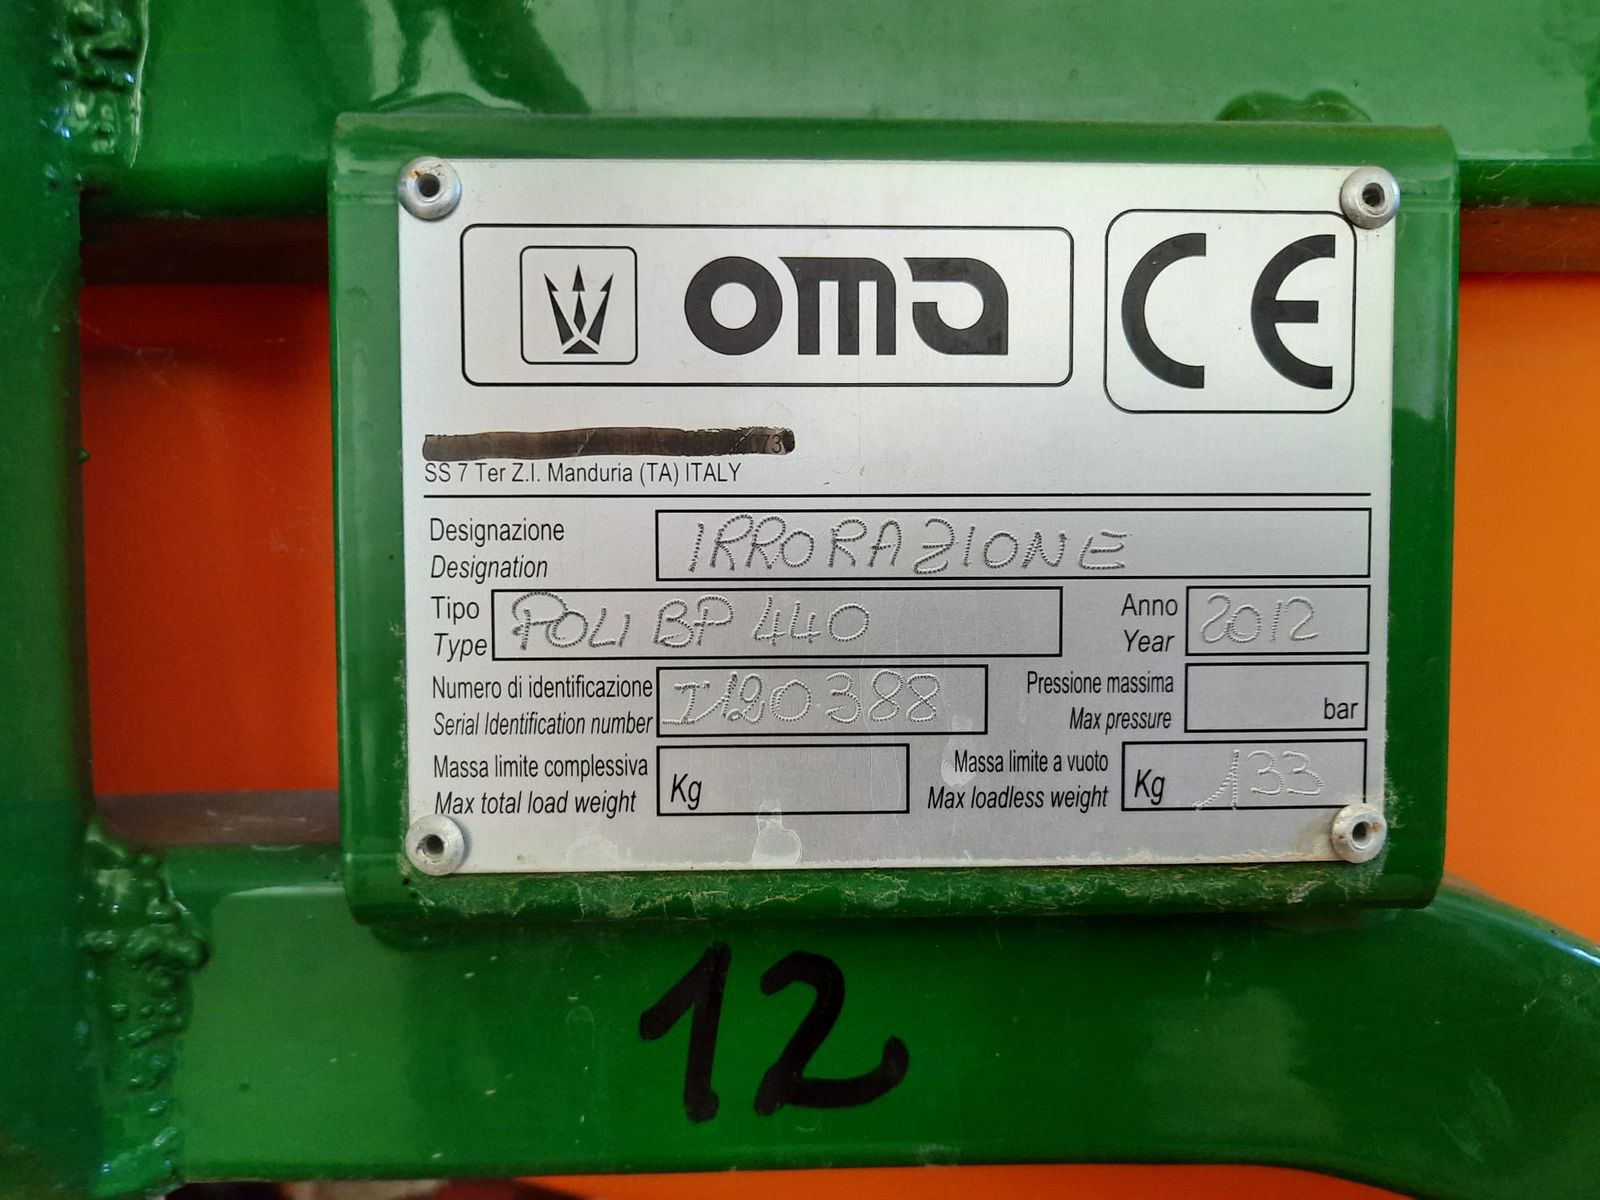 oma CE
SS 7 Ter Z.I. Manduria (TA) ITALY
Designazione
Designation
IRRORAZIONE
Tipo
Type
POLI BP 440
Anno
Year
2012
Numero di identificazione
Serial Identification number
I120388
Pressione massima
Max pressure
bar
Massa limite complessiva
Max total load weight
Kg
Massa limite a vuoto
Max loadless weight
Kg 133
12